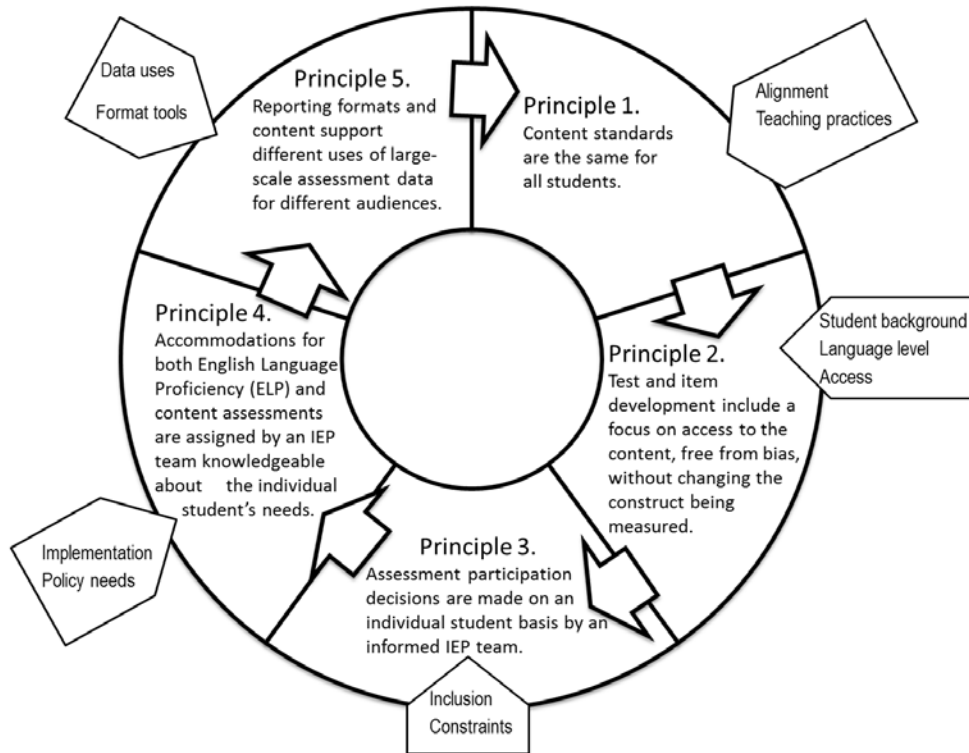 Data uses
Format tools
Principle 5.
Reporting formats and
content support
different uses of large-
scale assessment data
for different audiences.
Principle 1.
Content standards
are the same for
all students.
Alignment
Teaching practices
Principle 2.
Test and item
development include a
focus on access to the
content, free from bias,
without changing the
construct being
measured.
Student background
Language level
Access
Principle 3.
Assessment participation
decisions are made on an
individual student basis by an
informed IEP team.
Inclusion
Constraints
Principle 4.
Accommodations for
both English Language
Proficiency (ELP) and
content assessments
are assigned by an IEP
team knowledgeable
about the individual
student’s needs.
Implementation
Policy needs